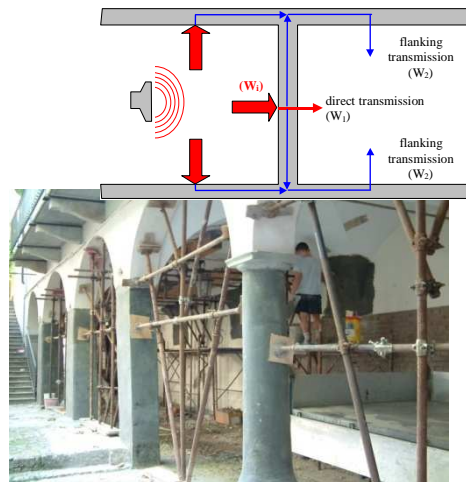 flanking
transmission
(W₂)
(Wᵢ)
direct transmission
(W₁)
flanking
transmission
(W₂)